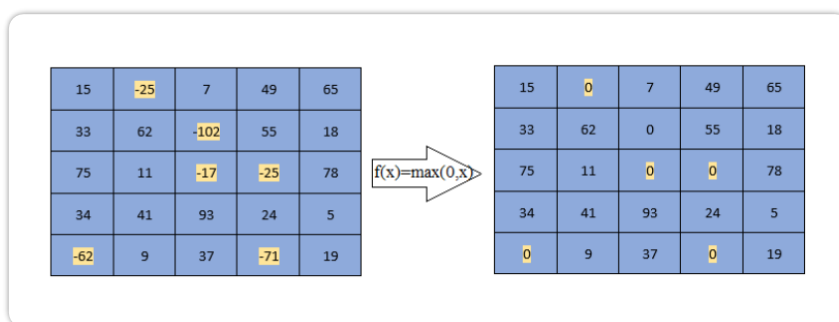 15 -25 7 49 65
33 62 -102 55 18
75 11 -17 -25 78
34 41 93 24 5
-62 9 37 -71 19
f(x)=max(0,x)
15 0 7 49 65
33 62 0 55 18
75 11 0 0 78
34 41 93 24 5
0 9 37 0 19